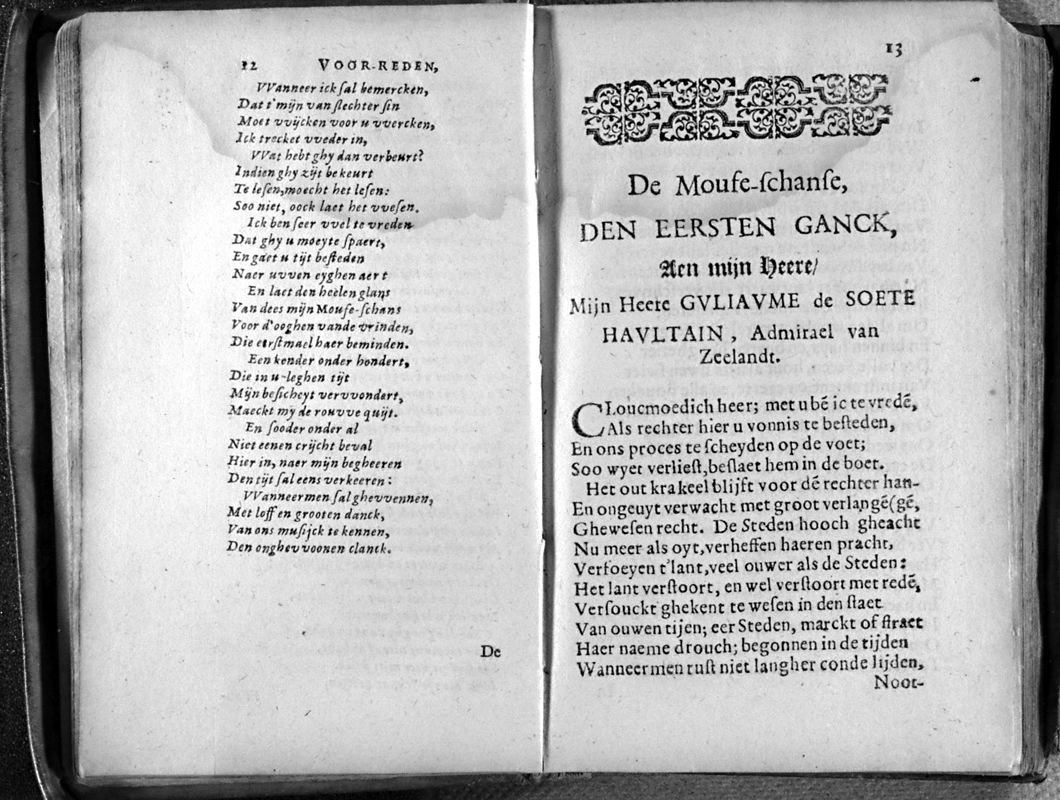 12 VOOR-REDEN,
VVanneer ick ſal bemercken,
Dat t'mijn van ſlechter ſin
Moet vvijcken voor u vvercken,
Ick trecket vveder in,
VVat hebt ghy dan verbeurt?
Indien ghy zijt bekeurt
Te leſen, moecht het leſen:
Soo niet, oock laet het vveſen.
Ick ben ſeer vvel te vreden
Dat ghy u moeyte ſpaert,
En gaet u tijt beſteden
Naer uvven eyghen aert
En laet den heelen glans
Van dees mijn Mouſe-ſchans
Voor d'ooghen vande vrinden,
Die eerſtmael haer beminden.
Een kender onder hondert,
Die in u-leghen tijt
Mijn beſcheyt vervvondert,
Maeckt my de rouvve quijt.
En ſooder onder al
Niet eenen crijcht beval
Hier in, naer mijn begheeren
Den tijt ſal eens verkeeren:
VVanneer men ſal ghevvennen,
Met loff en grooten danck,
Van ons muſijck te kennen,
Den onghevvoonen clanck.
De
13
De Mouſe-ſchanſe,
DEN EERSTEN GANCK,
Aen mijn Heere/
Mijn Heere GVLIAVME de SOETE
HAVLTAIN, Admirael van
Zeelandt.
CLoucmoedich heer; met u bē ic te vredē,
Als rechter hier u vonnis te beſteden,
En ons proces te ſcheyden op de voet;
Soo wyet verlieſt, beſlaet hem in de boet.
Het out krakeel blijft voor dē rechter han-
En ongeuyt verwacht met groot verlangē(gē,
Gheweſen recht. De Steden hooch gheacht
Nu meer als oyt, verheffen haeren pracht,
Verfoeyen t'lant, veel ouwer als de Steden:
Het lant verſtoort, en wel verſtoort met redē,
Verſouckt ghekent te weſen in den ſtaet
Van ouwen tijen; eer Steden, marckt of ſtraet
Haer naeme drouch; begonnen in de tijden
Wanneer men ruſt niet langher conde lijden,
Noot-